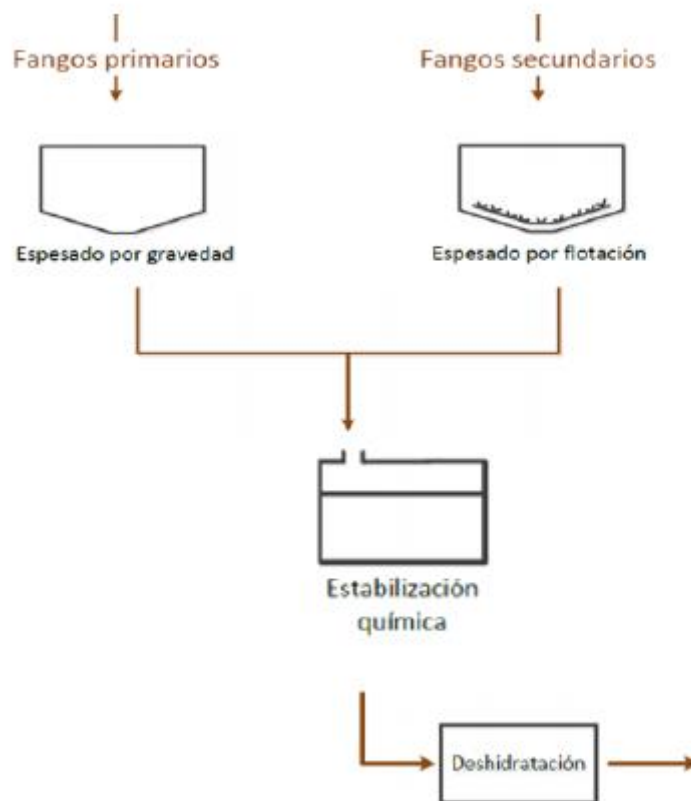 Fangos primarios
Fangos secundarios
Espesado por gravedad
Espesado por flotación
Estabilización
química
Deshidratación